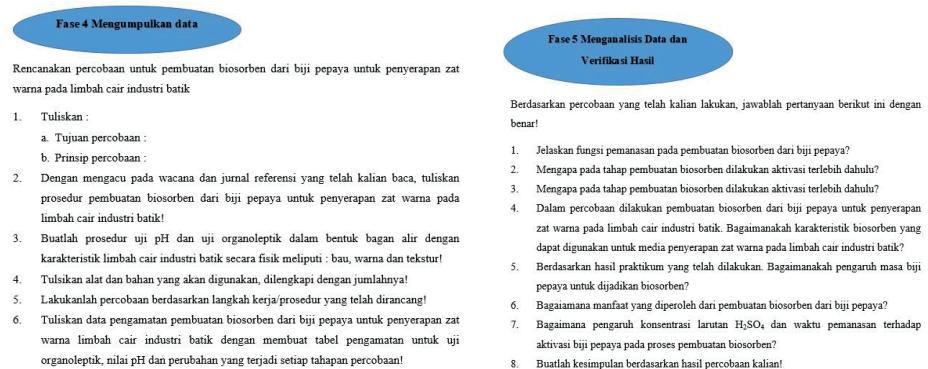 Fase 4 Mengumpulkan data
Rencanakan percobaan untuk pembuatan biosorben dari biji pepaya untuk penyerapan zat
warna pada limbah cair industri batik
1. Tuliskan :
a. Tujuan percobaan :
b. Prinsip percobaan :
2. Dengan mengacu pada wacana dan jurnal referensi yang telah kalian baca, tuliskan
prosedur pembuatan biosorben dari biji pepaya untuk penyerapan zat warna pada
limbah cair industri batik!
3. Buatlah prosedur uji pH dan uji organoleptik dalam bentuk bagan alir dengan
karakteristik limbah cair industri batik secara fisik meliputi : bau, warna dan tekstur!
4. Tulsikan alat dan bahan yang akan digunakan, dilengkapi dengan jumlahnya!
5. Lakukanlah percobaan berdasarkan langkah kerja/prosedur yang telah dirancang!
6. Tuliskan data pengamatan pembuatan biosorben dari biji pepaya untuk penyerapan zat
warna limbah cair industri batik dengan membuat tabel pengamatan untuk uji
organoleptik, nilai pH dan perubahan yang terjadi setiap tahapan percobaan!
Fase 5 Menganalisis Data dan
Verifikasi Hasil
Berdasarkan percobaan yang telah kalian lakukan, jawablah pertanyaan berikut ini dengan
benar!
1. Jelaskan fungsi pemanasan pada pembuatan biosorben dari biji pepaya?
2. Mengapa pada tahap pembuatan biosorben dilakukan aktivasi terlebih dahulu?
3. Mengapa pada tahap pembuatan biosorben dilakukan aktivasi terlebih dahulu?
4. Dalam percobaan dilakukan pembuatan biosorben dari biji pepaya untuk penyerapan
zat warna pada limbah cair industri batik. Bagaimanakah karakteristik biosorben yang
dapat digunakan untuk media penyerapan zat warna pada limbah cair industri batik?
5. Berdasarkan hasil praktikum yang telah dilakukan. Bagaimanakah pengaruh masa biji
pepaya untuk dijadikan biosorben?
6. Bagaiamana manfaat yang diperoleh dari pembuatan biosorben dari biji pepaya?
7. Bagaimana pengaruh konsentrasi larutan H₂SO₄ dan waktu pemanasan terhadap
aktivasi biji pepaya pada proses pembuatan biosorben?
8. Buatlah kesimpulan berdasarkan hasil percobaan kalian!